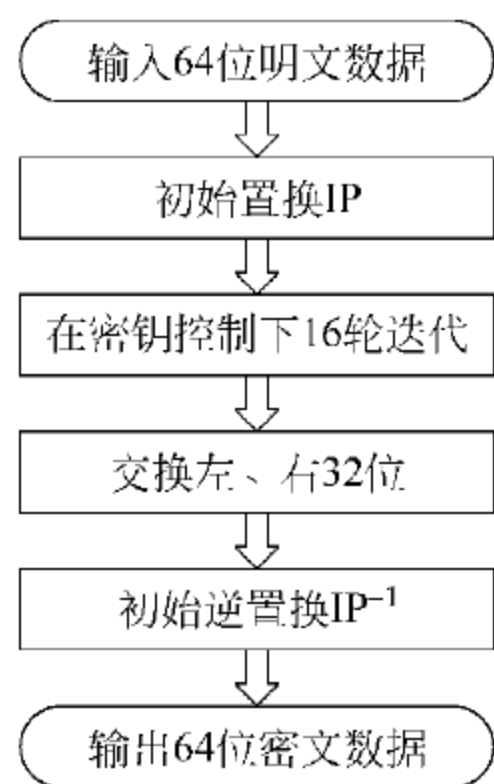 输入64位明文数据
初始置换IP
在密钥控制下16轮迭代
交换左、右32位
初始逆置换IP⁻¹
输出64位密文数据